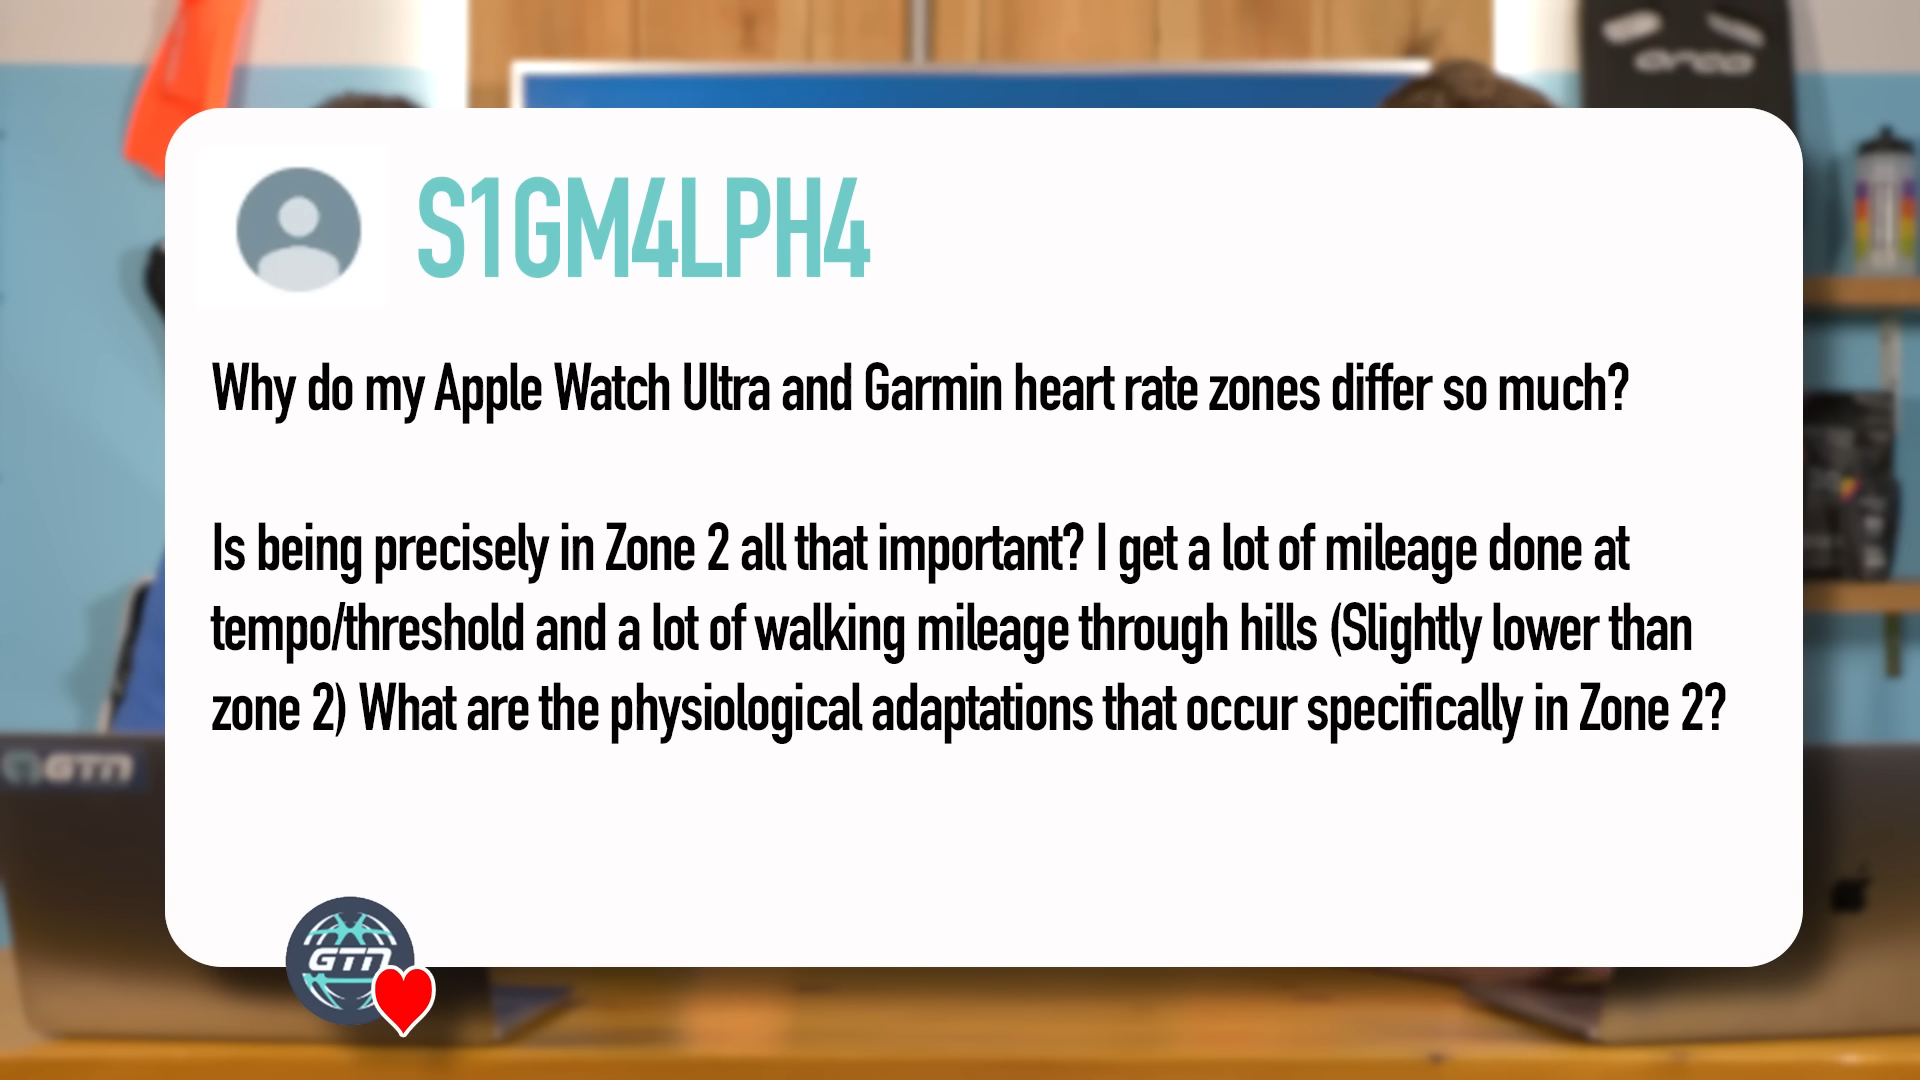 orca
S1GM4LPH4
Why do my Apple Watch Ultra and Garmin heart rate zones differ so much?
Is being precisely in Zone 2 all that important? I get a lot of mileage done at
tempo/threshold and a lot of walking mileage through hills (Slightly lower than
zone 2) What are the physiological adaptations that occur specifically in Zone 2?
GTN
GTN